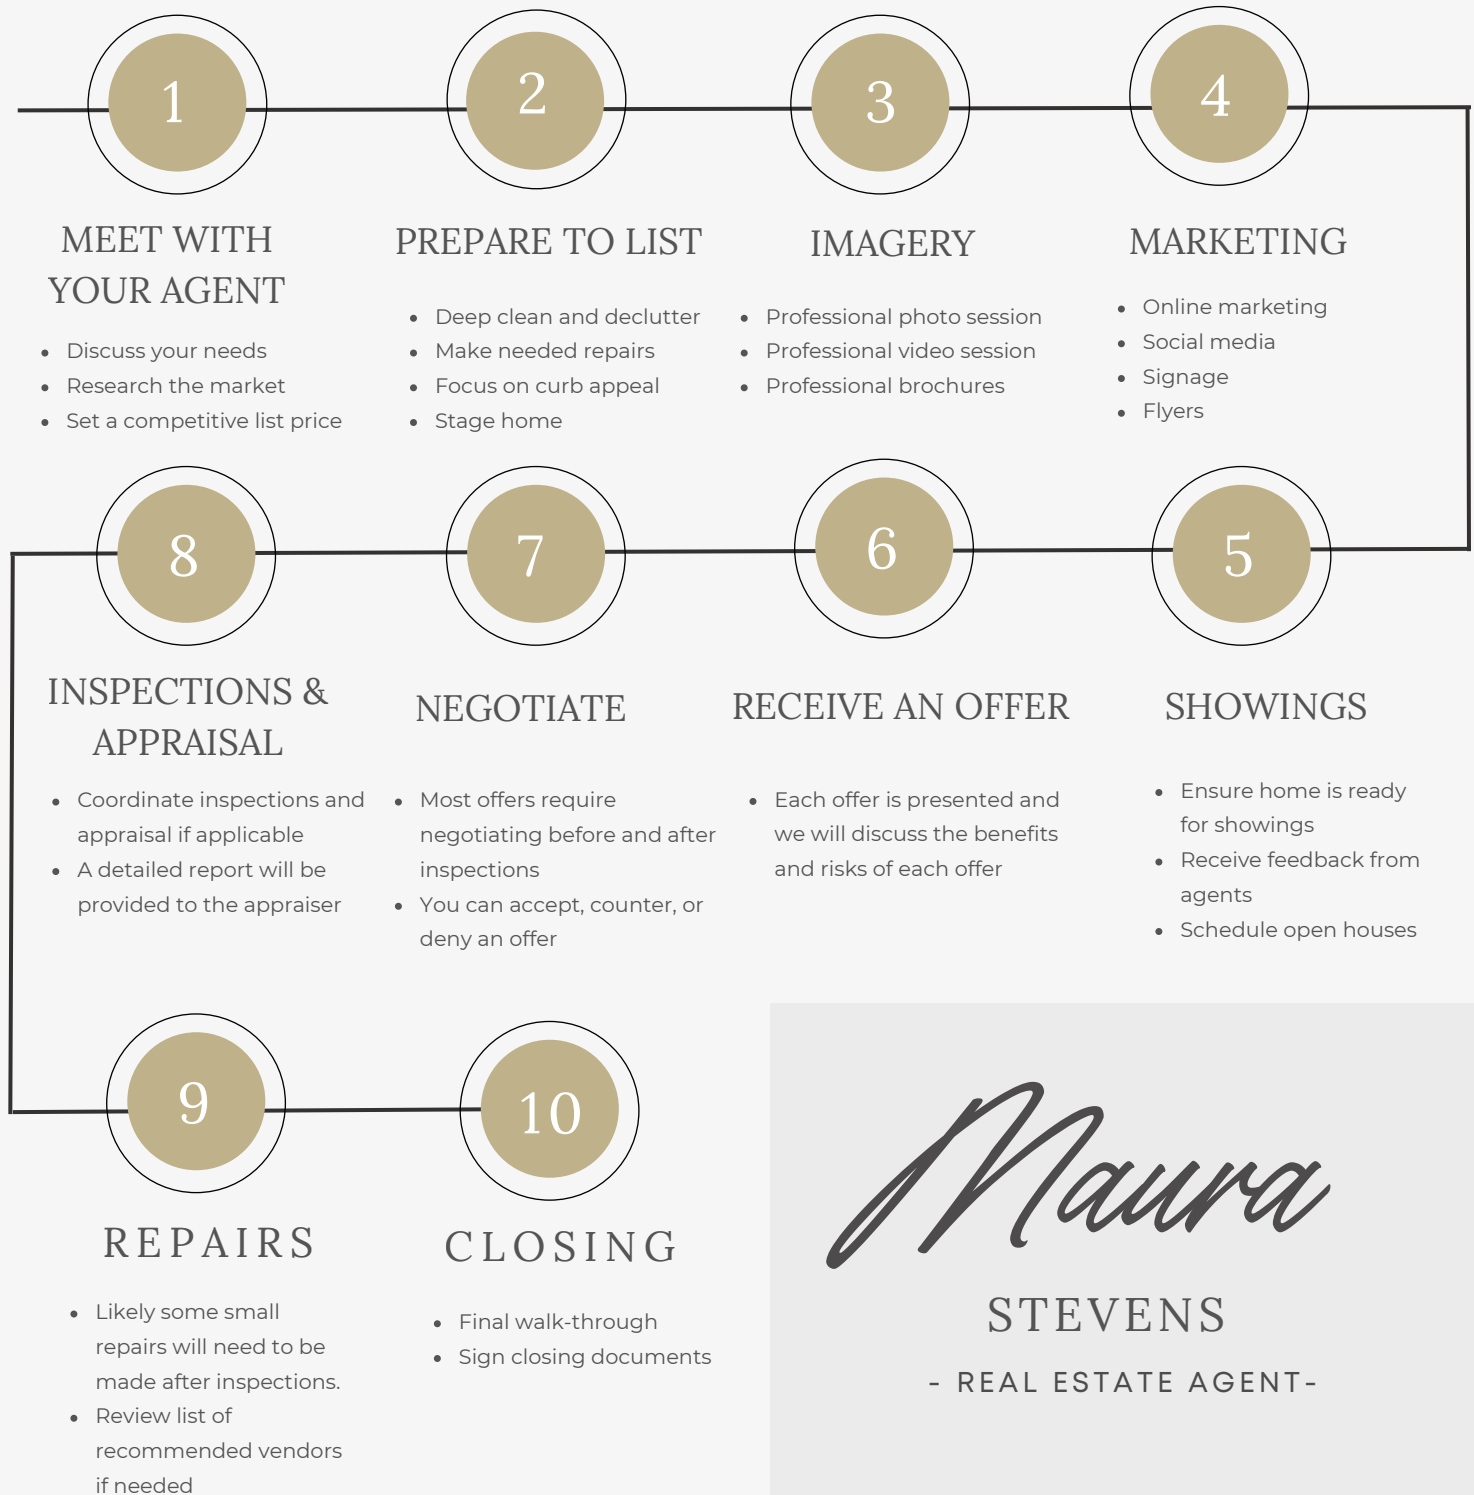 1
MEET WITH
YOUR AGENT
• Discuss your needs
• Research the market
• Set a competitive list price
2
PREPARE TO LIST
• Deep clean and declutter
• Make needed repairs
• Focus on curb appeal
• Stage home
3
IMAGERY
• Professional photo session
• Professional video session
• Professional brochures
4
MARKETING
• Online marketing
• Social media
• Signage
• Flyers
5
SHOWINGS
• Ensure home is ready
for showings
• Receive feedback from
agents
• Schedule open houses
6
RECEIVE AN OFFER
• Each offer is presented and
we will discuss the benefits
and risks of each offer
7
NEGOTIATE
• Most offers require
negotiating before and after
inspections
• You can accept, counter, or
deny an offer
8
INSPECTIONS &
APPRAISAL
• Coordinate inspections and
appraisal if applicable
• A detailed report will be
provided to the appraiser
9
REPAIRS
• Likely some small
repairs will need to be
made after inspections.
• Review list of
recommended vendors
if needed
10
CLOSING
• Final walk-through
• Sign closing documents
Maura
STEVENS
- REAL ESTATE AGENT-